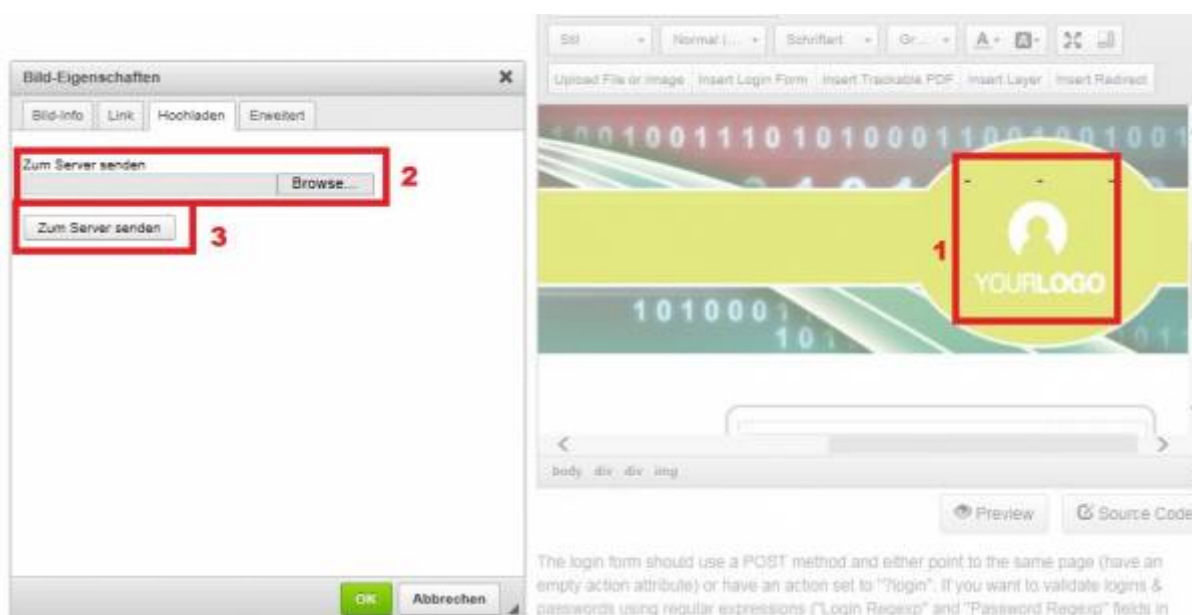 Bild-Eigenschaften
Bild-Info Link Hochladen Erweitert
Zum Server senden
Browse...
2
Zum Server senden
3
OK Abbrechen
Stil Normal (... Schriftart Gr... A A
Upload File or Image Insert Login Form Insert Trackable PDF Insert Layer Insert Redirect
1
YOURLOGO
101000
10
body div div img
Preview Source Code
The login form should use a POST method and either point to the same page (have an
empty action attribute) or have an action set to "?login". If you want to validate logins &
passwords using regular expressions ("Login Regexp" and "Password Regexp" fields in